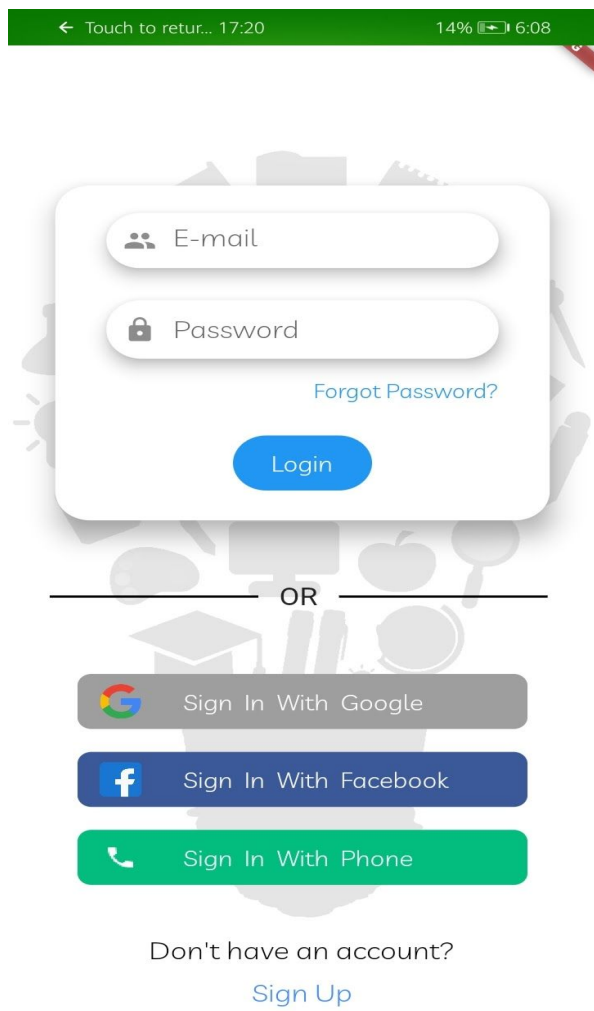 ← Touch to retur... 17:20 14% 6:08
E-mail
Password
Forgot Password?
Login
OR
Sign In With Google
Sign In With Facebook
Sign In With Phone
Don't have an account?
Sign Up